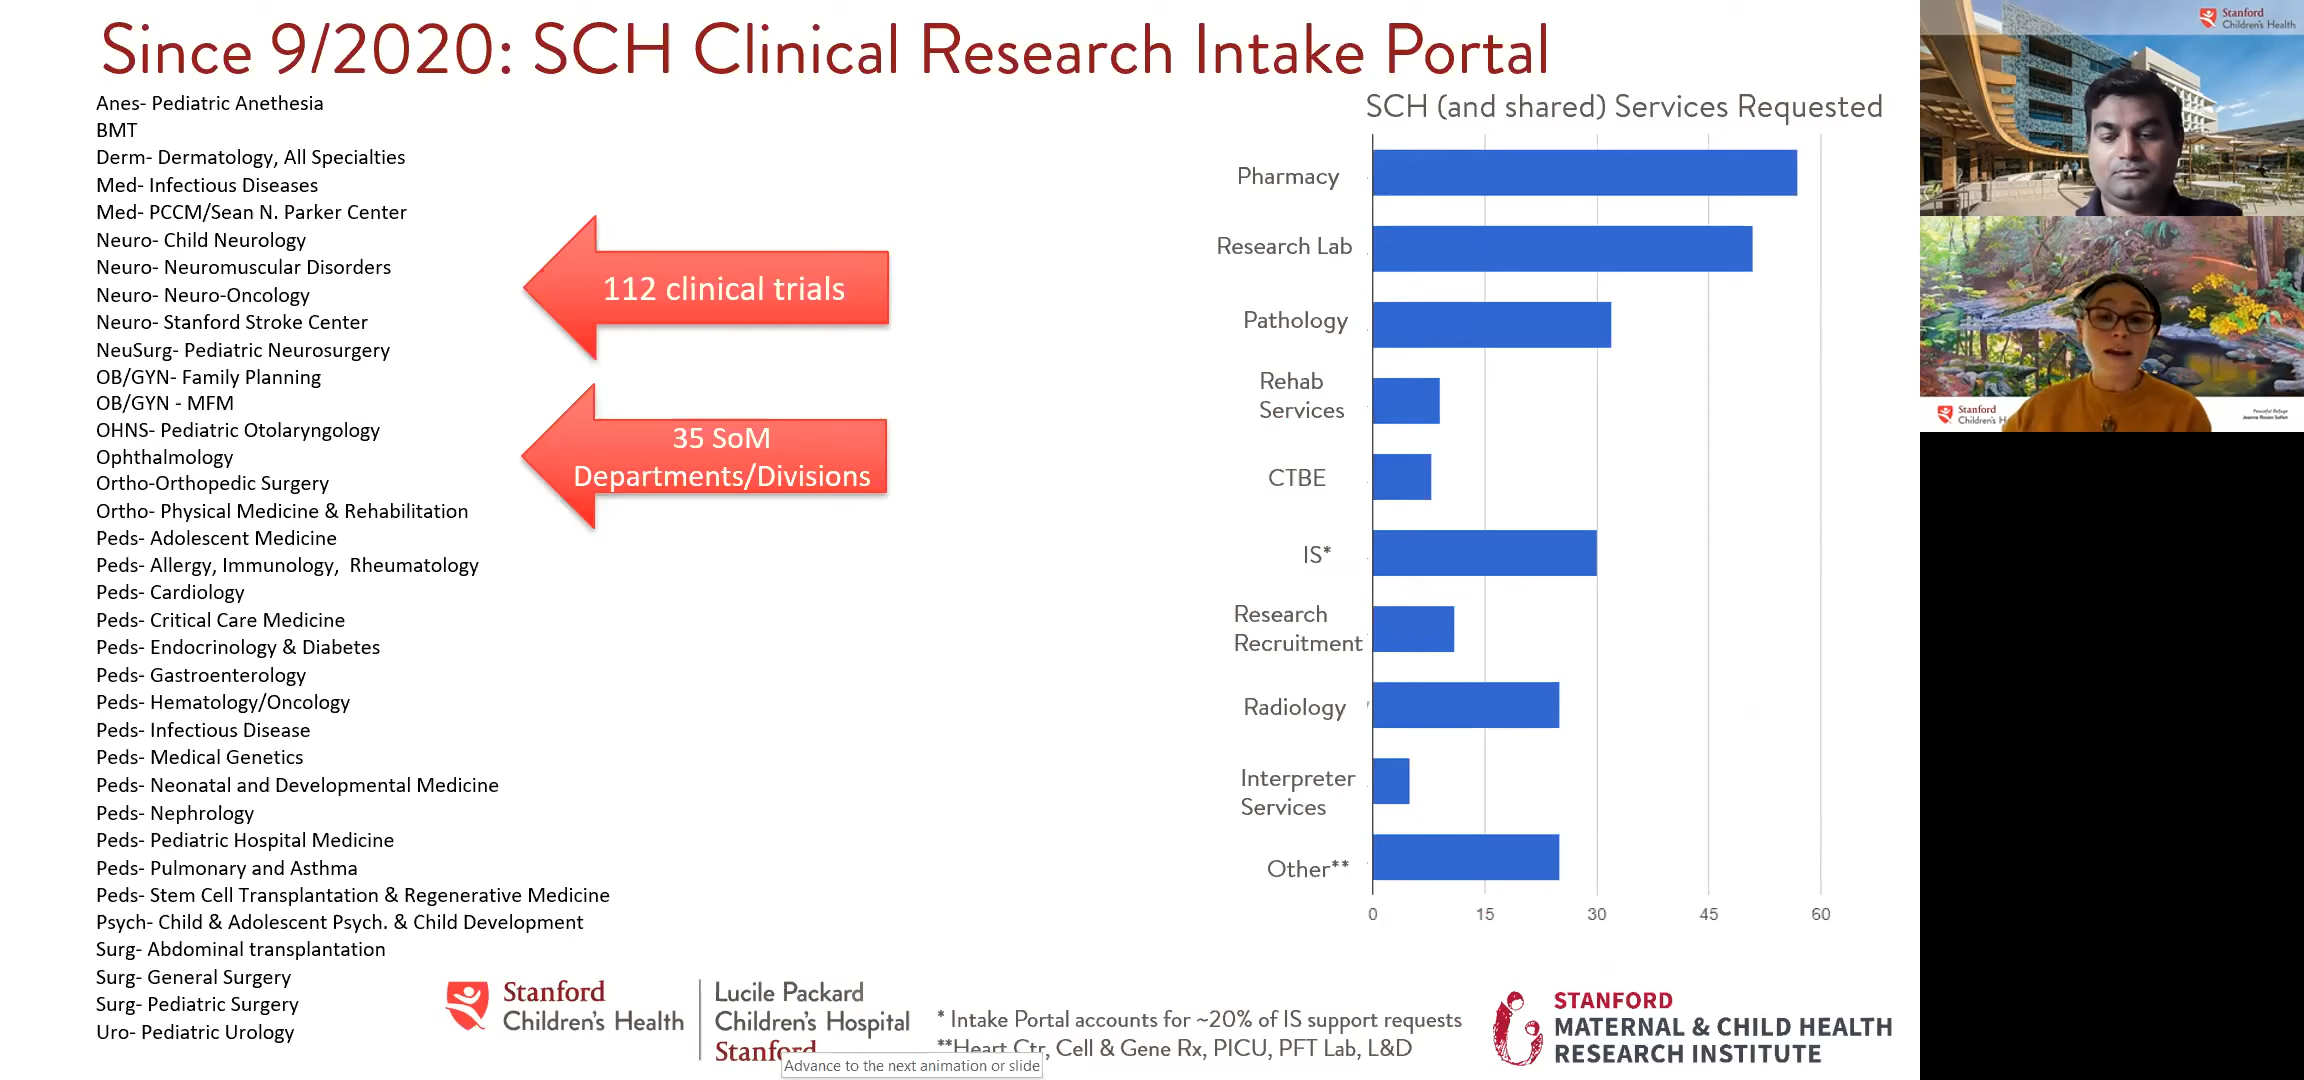 Since 9/2020: SCH Clinical Research Intake Portal
Anes- Pediatric Anethesia
BMT
Derm- Dermatology, All Specialties
Med- Infectious Diseases
Med- PCCM/Sean N. Parker Center
Neuro- Child Neurology
Neuro- Neuromuscular Disorders
Neuro- Neuro-Oncology
Neuro- Stanford Stroke Center
NeuSurg- Pediatric Neurosurgery
OB/GYN- Family Planning
OB/GYN - MFM
OHNS- Pediatric Otolaryngology
Ophthalmology
Ortho-Orthopedic Surgery
Ortho- Physical Medicine & Rehabilitation
Peds- Adolescent Medicine
Peds- Allergy, Immunology,  Rheumatology
Peds- Cardiology
Peds- Critical Care Medicine
Peds- Endocrinology & Diabetes
Peds- Gastroenterology
Peds- Hematology/Oncology
Peds- Infectious Disease
Peds- Medical Genetics
Peds- Neonatal and Developmental Medicine
Peds- Nephrology
Peds- Pediatric Hospital Medicine
Peds- Pulmonary and Asthma
Peds- Stem Cell Transplantation & Regenerative Medicine
Psych- Child & Adolescent Psych. & Child Development
Surg- Abdominal transplantation
Surg- General Surgery
Surg- Pediatric Surgery
Uro- Pediatric Urology
112 clinical trials
35 SoM
Departments/Divisions
SCH (and shared) Services Requested
Pharmacy
Research Lab
Pathology
Rehab
Services
CTBE
IS*
Research
Recruitment
Radiology
Interpreter
Services
Other**
0 15 30 45 60
Stanford
Children's Health
Lucile Packard
Children's Hospital
Stanford
* Intake Portal accounts for ~20% of IS support requests
**Heart Ctr, Cell & Gene Rx, PICU, PFT Lab, L&D
Advance to the next animation or slide
STANFORD
MATERNAL & CHILD HEALTH
RESEARCH INSTITUTE
Stanford
Children's Health
Stanford
Children's H
Peaceful Refuge